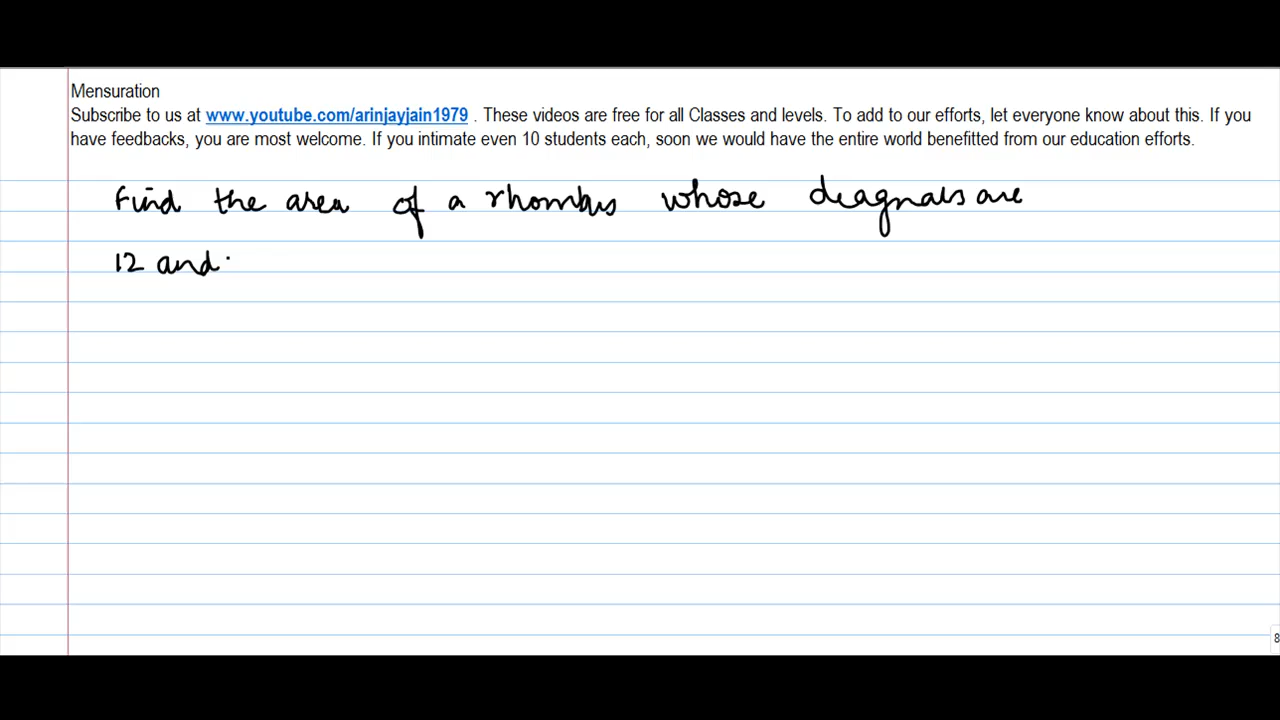 Mensuration
Subscribe to us at www.youtube.com/arinjayjain1979 . These videos are free for all Classes and levels. To add to our efforts, let everyone know about this. If you
have feedbacks, you are most welcome. If you intimate even 10 students each, soon we would have the entire world benefitted from our education efforts.
Find the area of a rhombus whose diagnals are
12 and
8